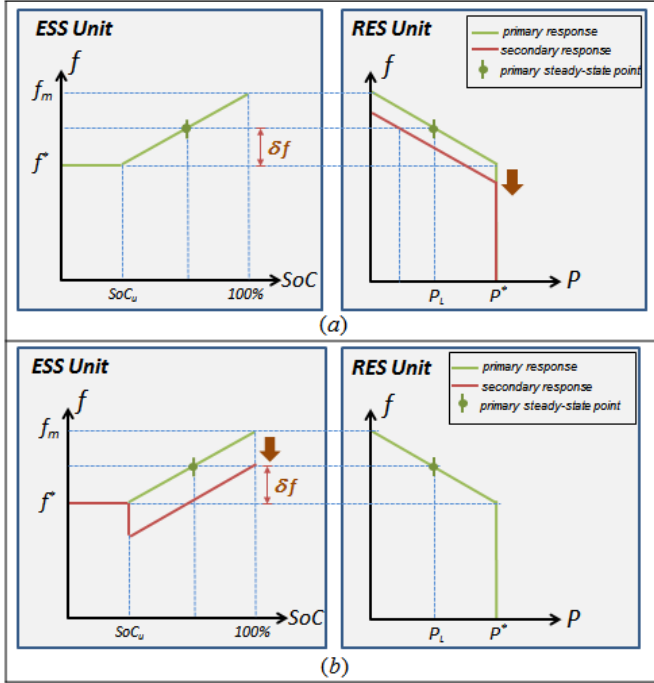 ESS Unit
f
f_m
f*
δf
SoC_u
100%
SoC
RES Unit
f
primary response
secondary response
primary steady-state point
P_L
P*
P
(a)
ESS Unit
f
f_m
f*
δf
SoC_u
100%
SoC
RES Unit
f
primary response
secondary response
primary steady-state point
P_L
P*
P
(b)